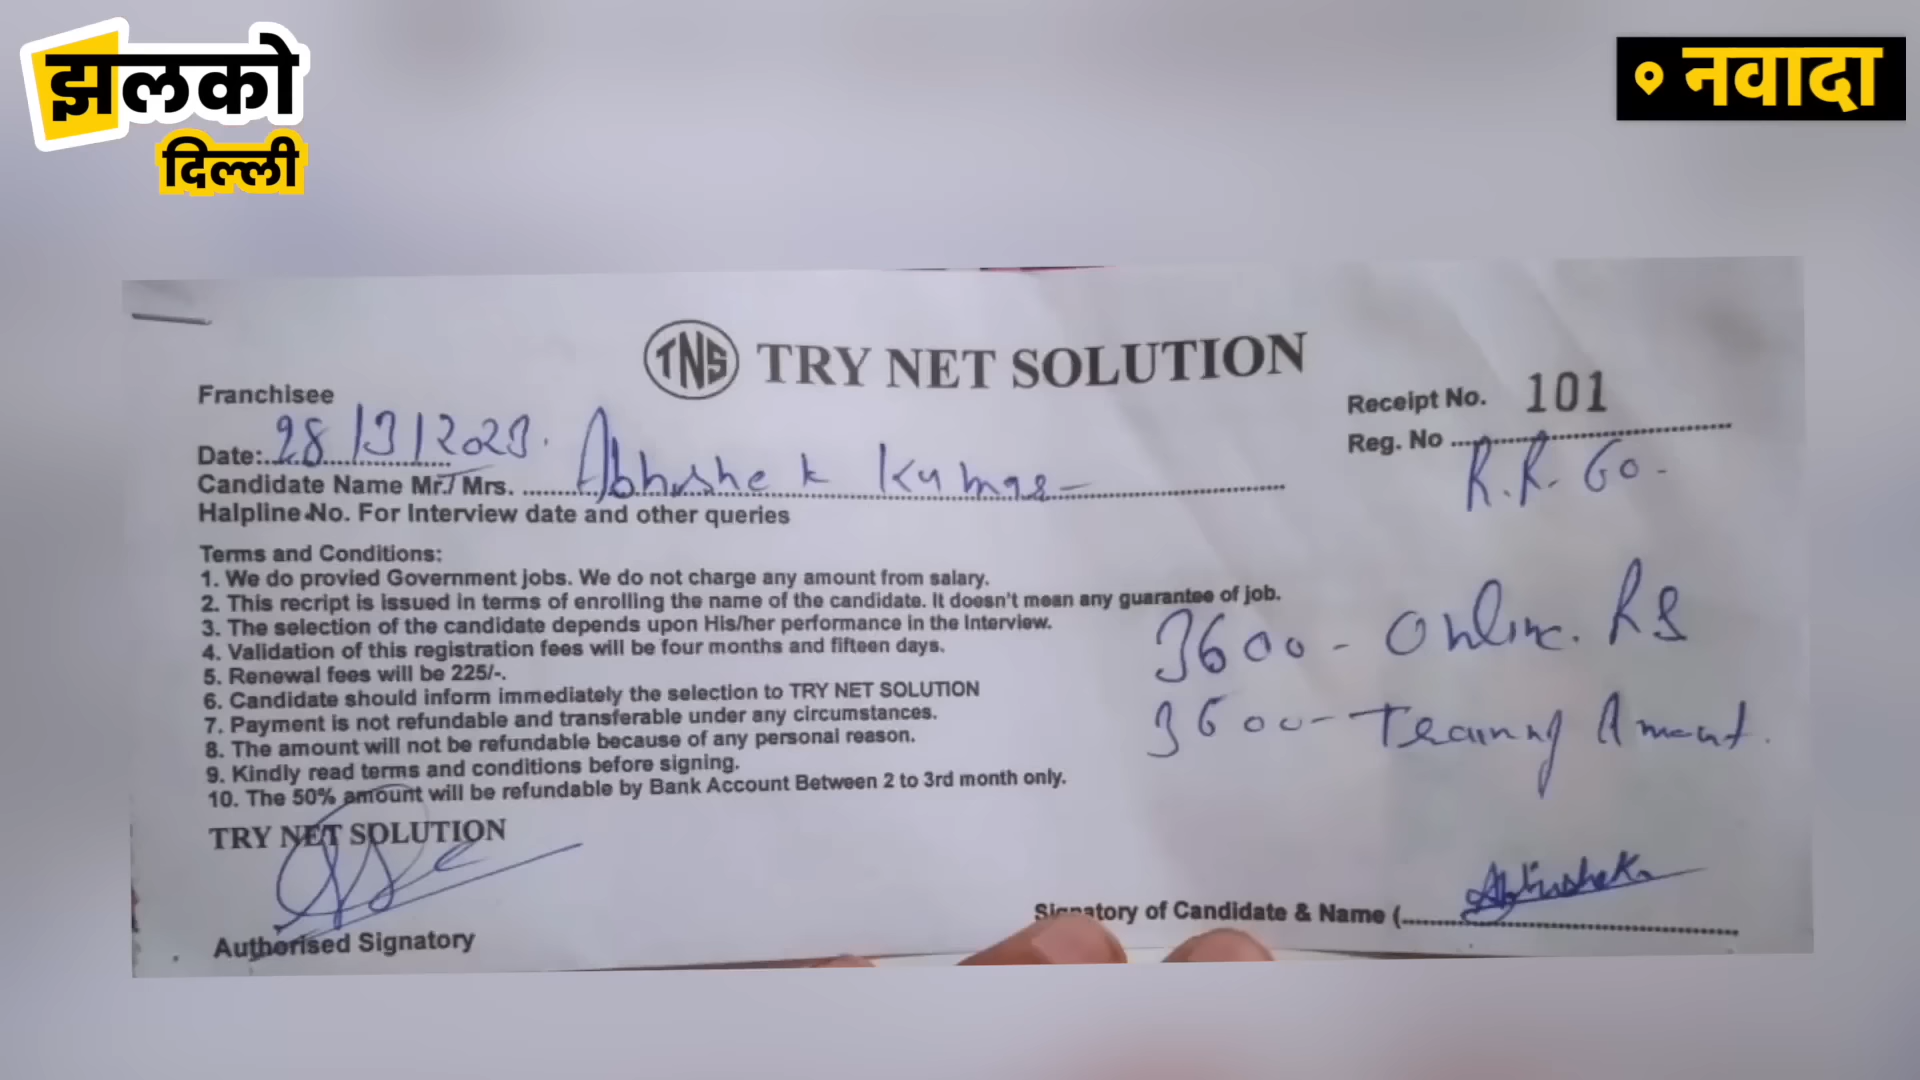 झलको
दिल्ली
नवादा
TNS TRY NET SOLUTION
Franchisee
Receipt No. 101
Date: 28/3/2023.
Reg. No R.R. Go -
Candidate Name Mr./ Mrs. Abhishek Kumar
Halpline No. For Interview date and other queries
Terms and Conditions:
1. We do provied Government jobs. We do not charge any amount from salary.
2. This recript is issued in terms of enrolling the name of the candidate. It doesn't mean any guarantee of job.
3. The selection of the candidate depends upon His/her performance in the Interview.
4. Validation of this registration fees will be four months and fifteen days.
5. Renewal fees will be 225/-.
6. Candidate should inform immediately the selection to TRY NET SOLUTION
7. Payment is not refundable and transferable under any circumstances.
8. The amount will not be refundable because of any personal reason.
9. Kindly read terms and conditions before signing.
10. The 50% amount will be refundable by Bank Account Between 2 to 3rd month only.
3600 - Online. RS
3600 - Training Amount.
TRY NET SOLUTION
Authorised Signatory
Signatory of Candidate & Name (
Abhishek